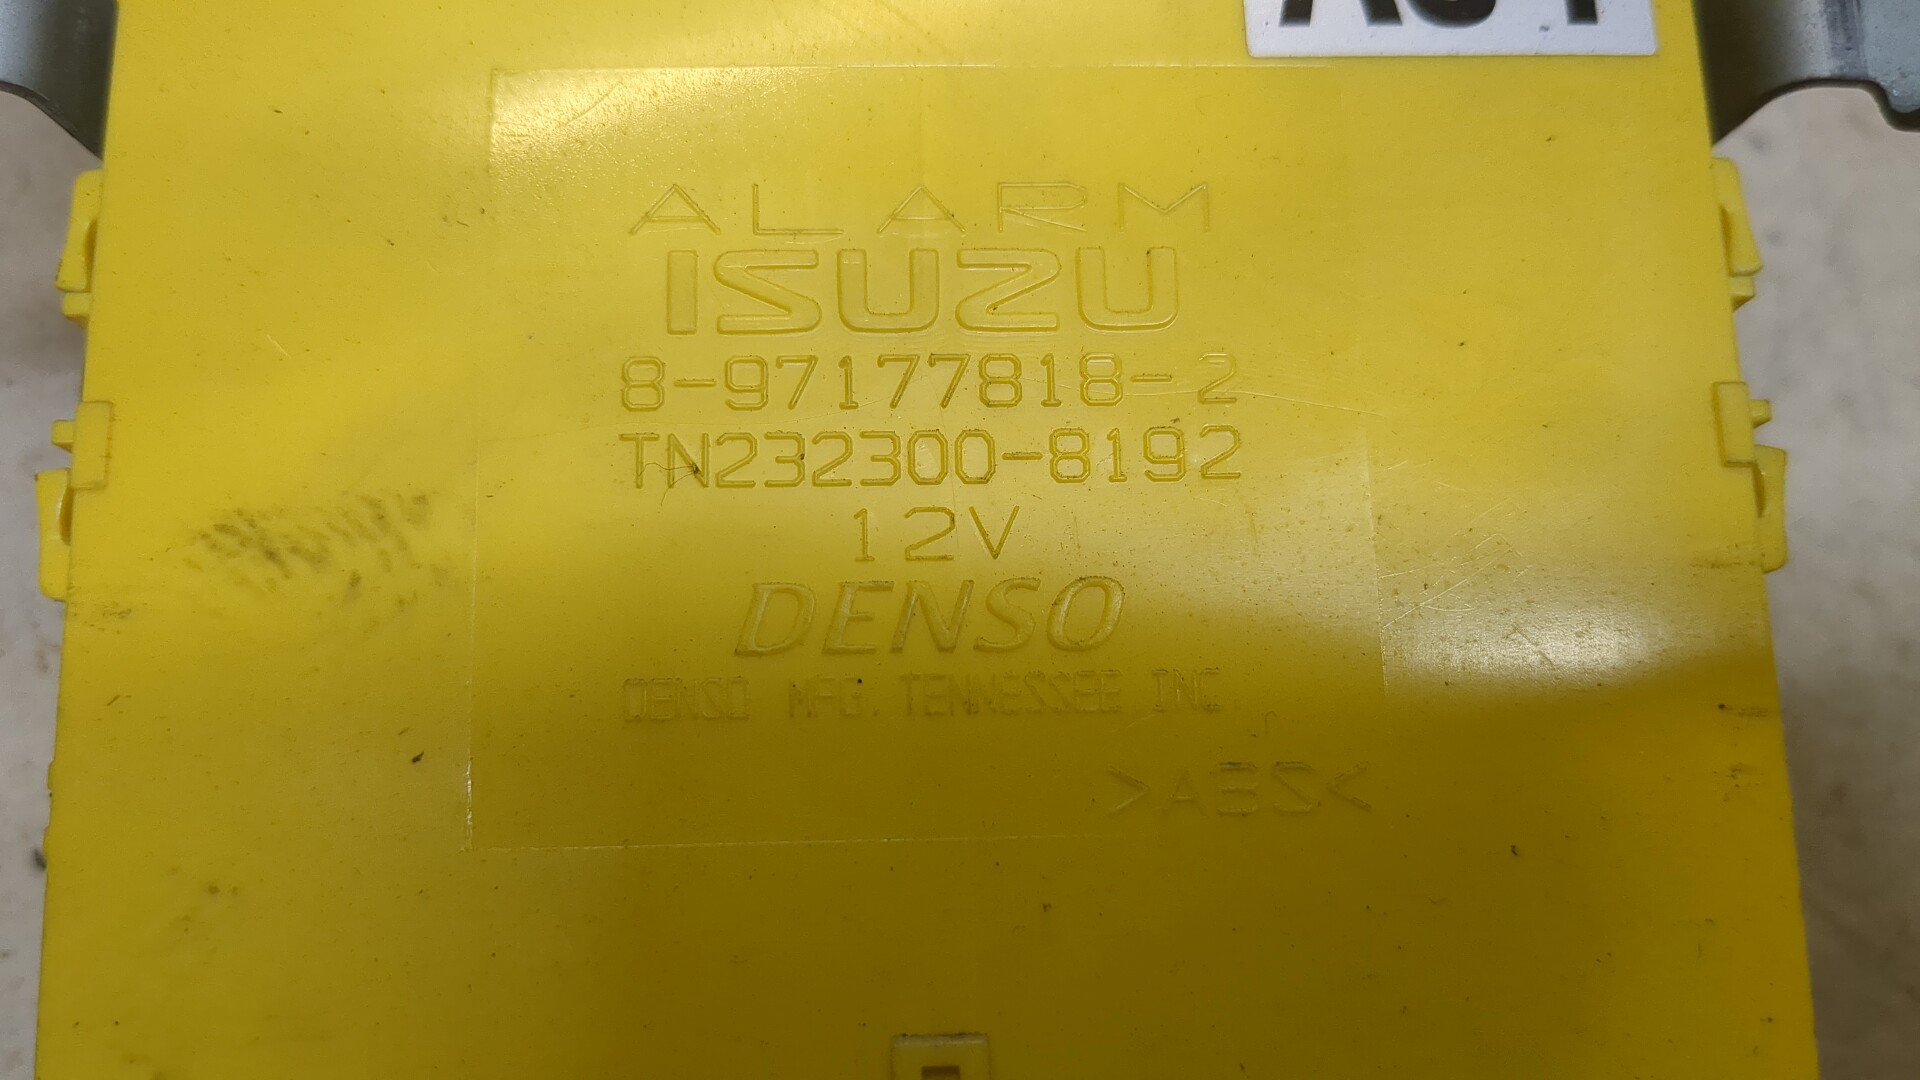 ALARM
ISUZU
8-97177818-2
TN232300-8192
12V
DENSO
DENSO MFG. TENNESSEE INC
>ABS<